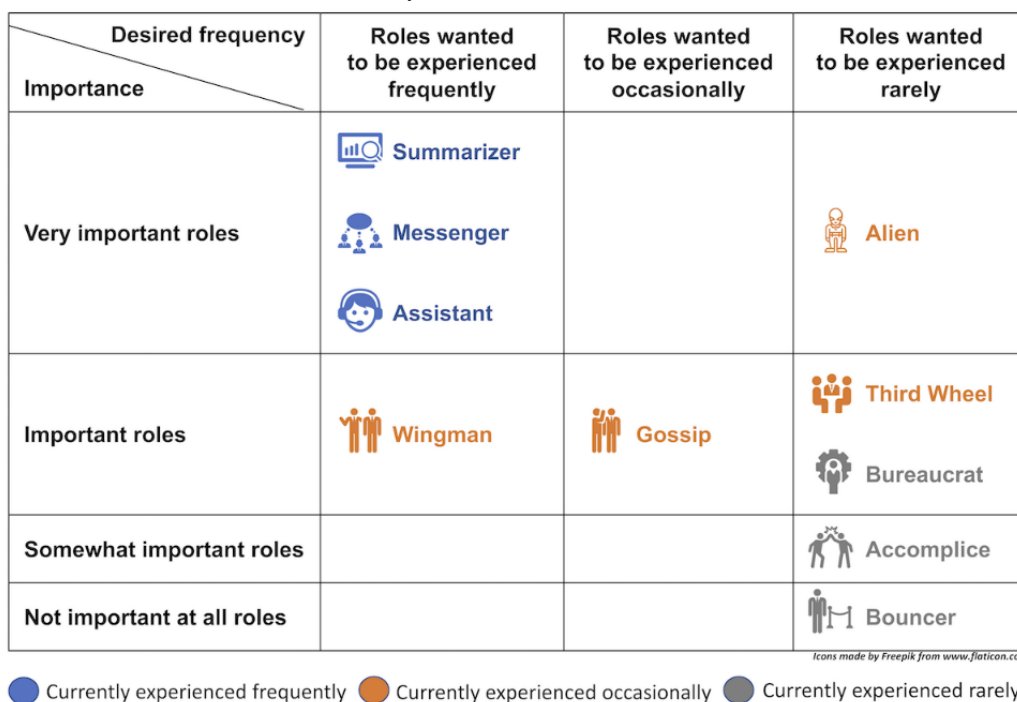 Desired frequency
Importance
Roles wanted
to be experienced
frequently
Roles wanted
to be experienced
occasionally
Roles wanted
to be experienced
rarely
Very important roles
Summarizer
Messenger
Assistant
Alien
Important roles
Wingman
Gossip
Third Wheel
Bureaucrat
Somewhat important roles
Accomplice
Not important at all roles
Bouncer
Icons made by Freepik from www.flaticon.co
Currently experienced frequently
Currently experienced occasionally
Currently experienced rarely